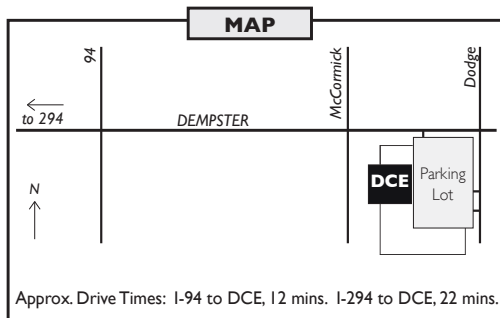 MAP
94
McCormick
Dodge
to 294
DEMPSTER
N
DCE
Parking
Lot
Approx. Drive Times: I-94 to DCE, 12 mins. I-294 to DCE, 22 mins.